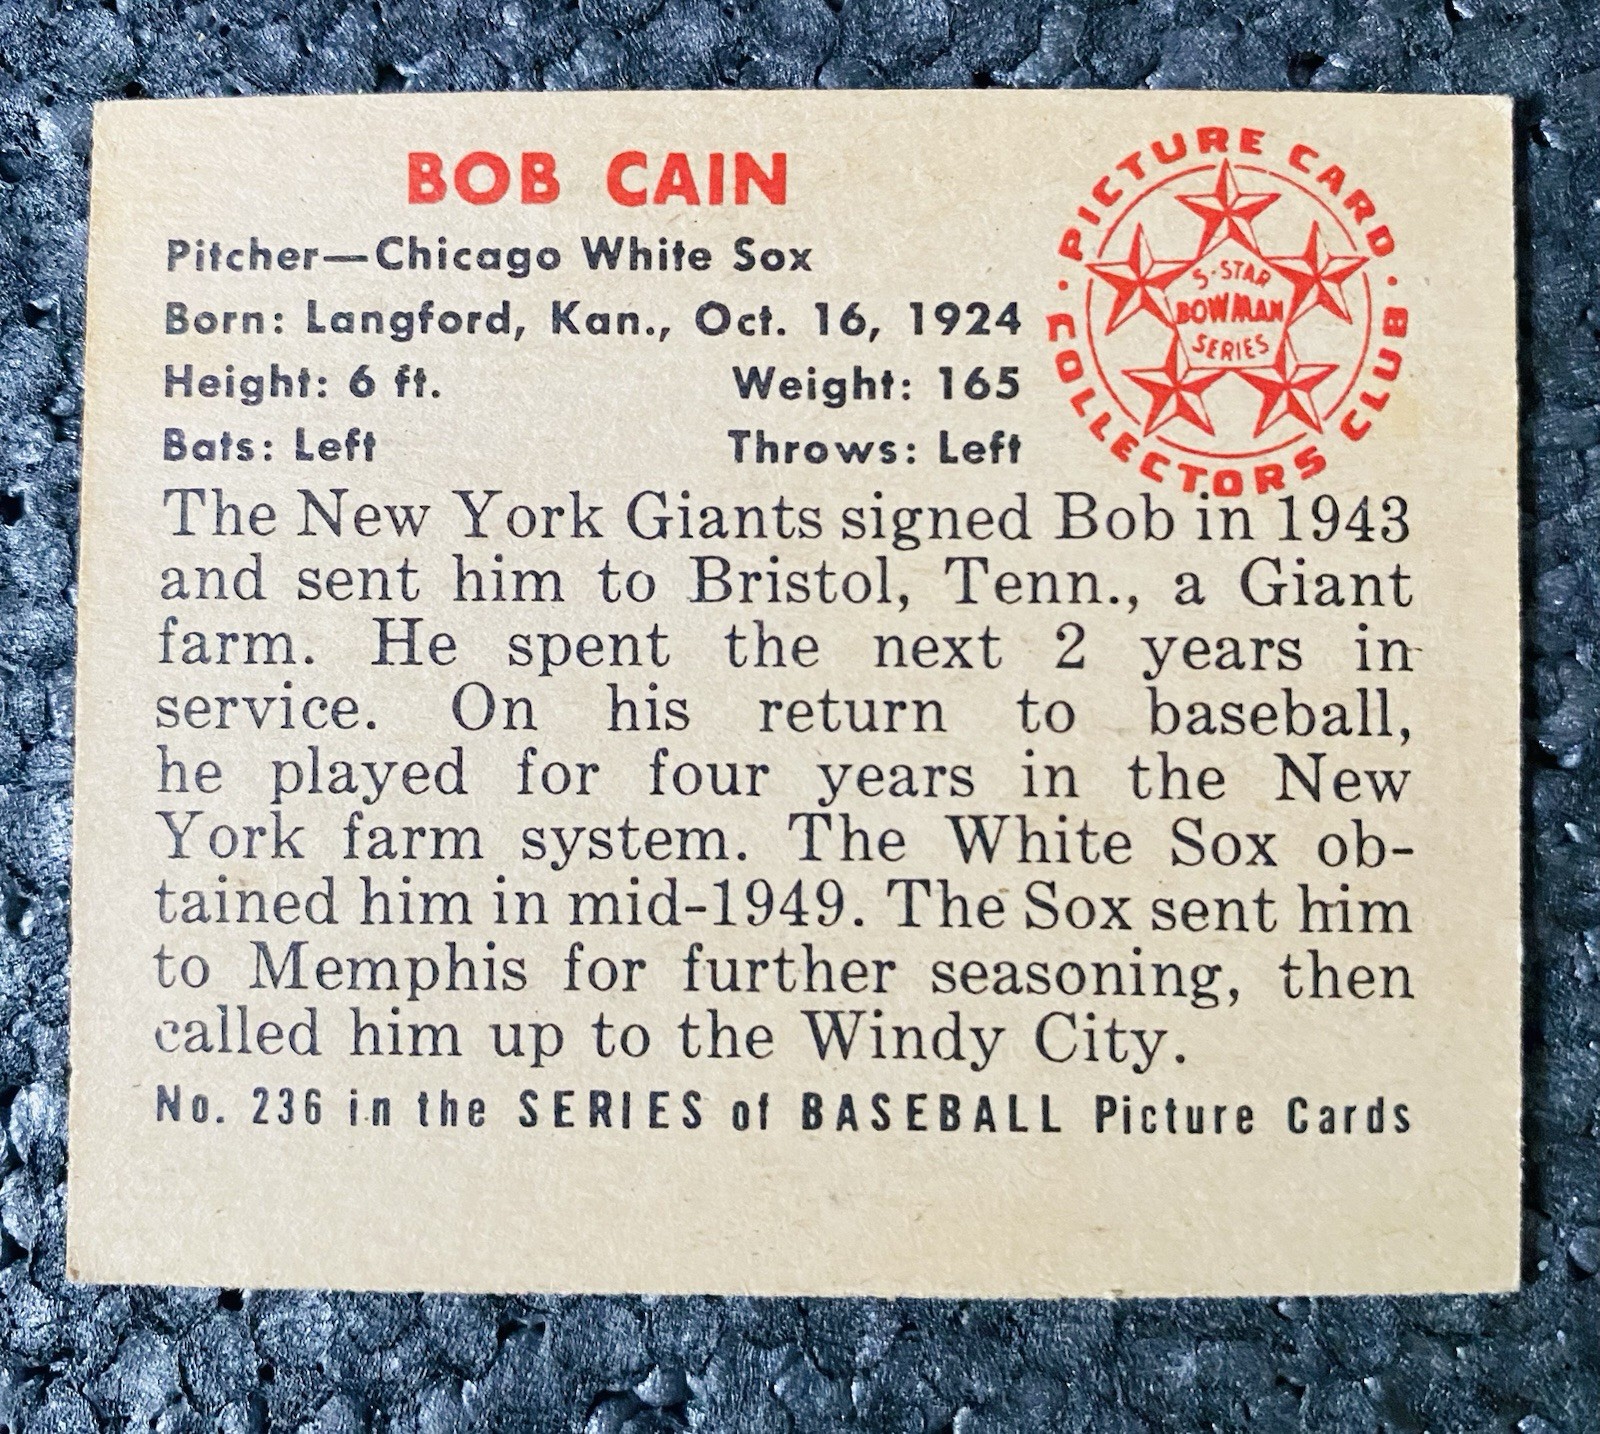 BOB CAIN
Pitcher—Chicago White Sox
Born: Langford, Kan., Oct. 16, 1924
Height: 6 ft. Weight: 165
Bats: Left Throws: Left
PICTURE CARD
· COLLECTORS CLUB ·
5-STAR
BOWMAN
SERIES
The New York Giants signed Bob in 1943
and sent him to Bristol, Tenn., a Giant
farm. He spent the next 2 years in
service. On his return to baseball,
he played for four years in the New
York farm system. The White Sox ob-
tained him in mid-1949. The Sox sent him
to Memphis for further seasoning, then
called him up to the Windy City.
No. 236 in the SERIES of BASEBALL Picture Cards